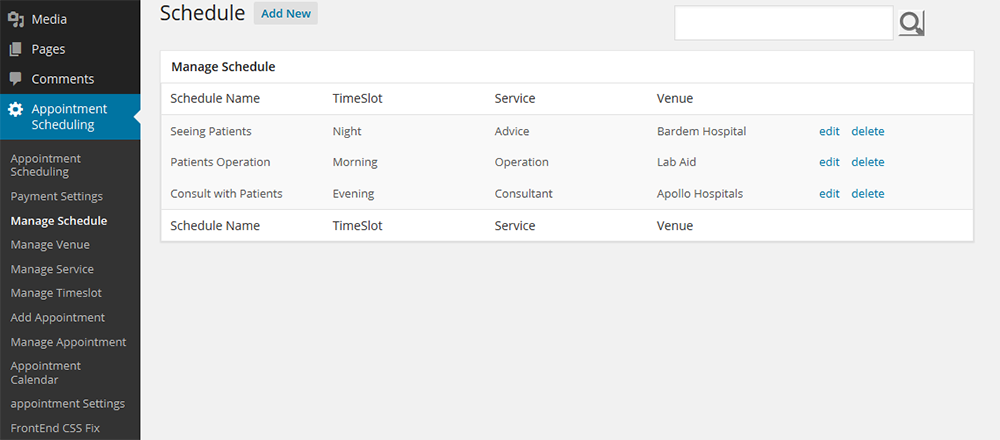 Media
Pages
Comments
Appointment
Scheduling
Appointment
Scheduling
Payment Settings
Manage Schedule
Manage Venue
Manage Service
Manage Timeslot
Add Appointment
Manage Appointment
Appointment
Calendar
appointment Settings
FrontEnd CSS Fix
Schedule Add New
Manage Schedule
Schedule Name TimeSlot Service Venue
Seeing Patients Night Advice Bardem Hospital edit delete
Patients Operation Morning Operation Lab Aid edit delete
Consult with Patients Evening Consultant Apollo Hospitals edit delete
Schedule Name TimeSlot Service Venue